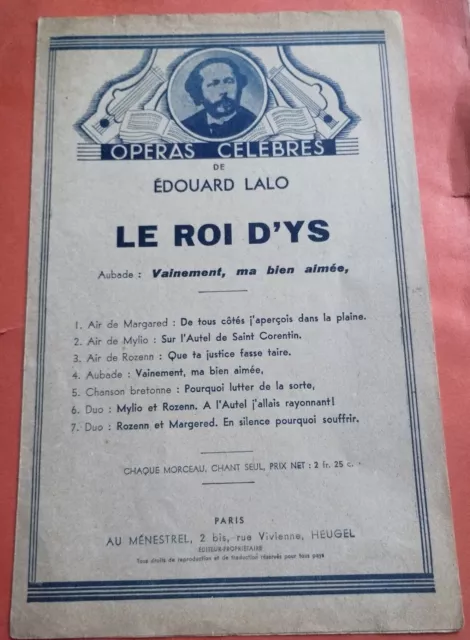 OPÉRAS CÉLÈBRES
DE
ÉDOUARD LALO
LE ROI D'YS
Aubade : Vainement, ma bien aimée,
1. Air de Margared : De tous côtés j'aperçois dans la plaine.
2. Air de Mylio : Sur l'Autel de Saint Corentin.
3. Air de Rozenn : Que ta justice fasse taire.
4. Aubade : Vainement, ma bien aimée,
5. Chanson bretonne : Pourquoi lutter de la sorte,
6. Duo : Mylio et Rozenn. A l'Autel j'allais rayonnant!
7. Duo : Rozenn et Margered. En silence pourquoi souffrir.
CHAQUE MORCEAU, CHANT SEUL, PRIX NET : 2 fr. 25 c.
PARIS
AU MÉNESTREL, 2 bis, rue Vivienne, HEUGEL
ÉDITEUR-PROPRIÉTAIRE
Tous droits de reproduction et de traduction réservés pour tous pays